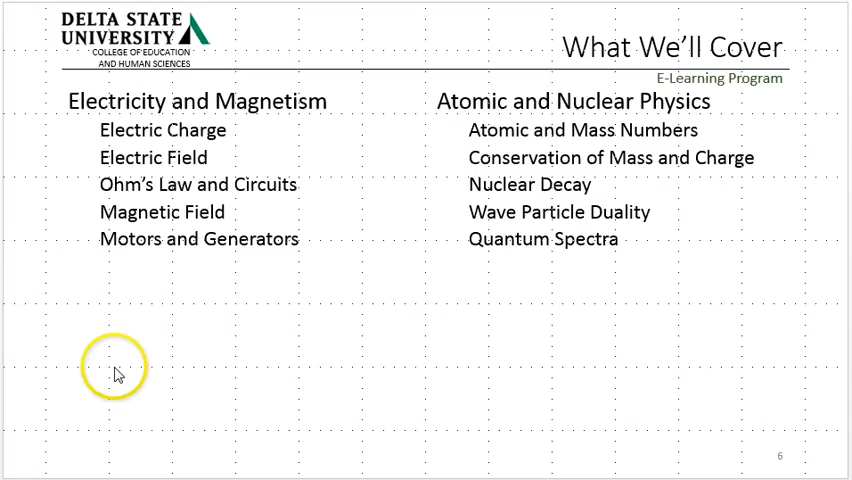 DELTA STATE
UNIVERSITY
COLLEGE OF EDUCATION
AND HUMAN SCIENCES
What We'll Cover
E-Learning Program
Electricity and Magnetism
Electric Charge
Electric Field
Ohm's Law and Circuits
Magnetic Field
Motors and Generators
Atomic and Nuclear Physics
Atomic and Mass Numbers
Conservation of Mass and Charge
Nuclear Decay
Wave Particle Duality
Quantum Spectra
6